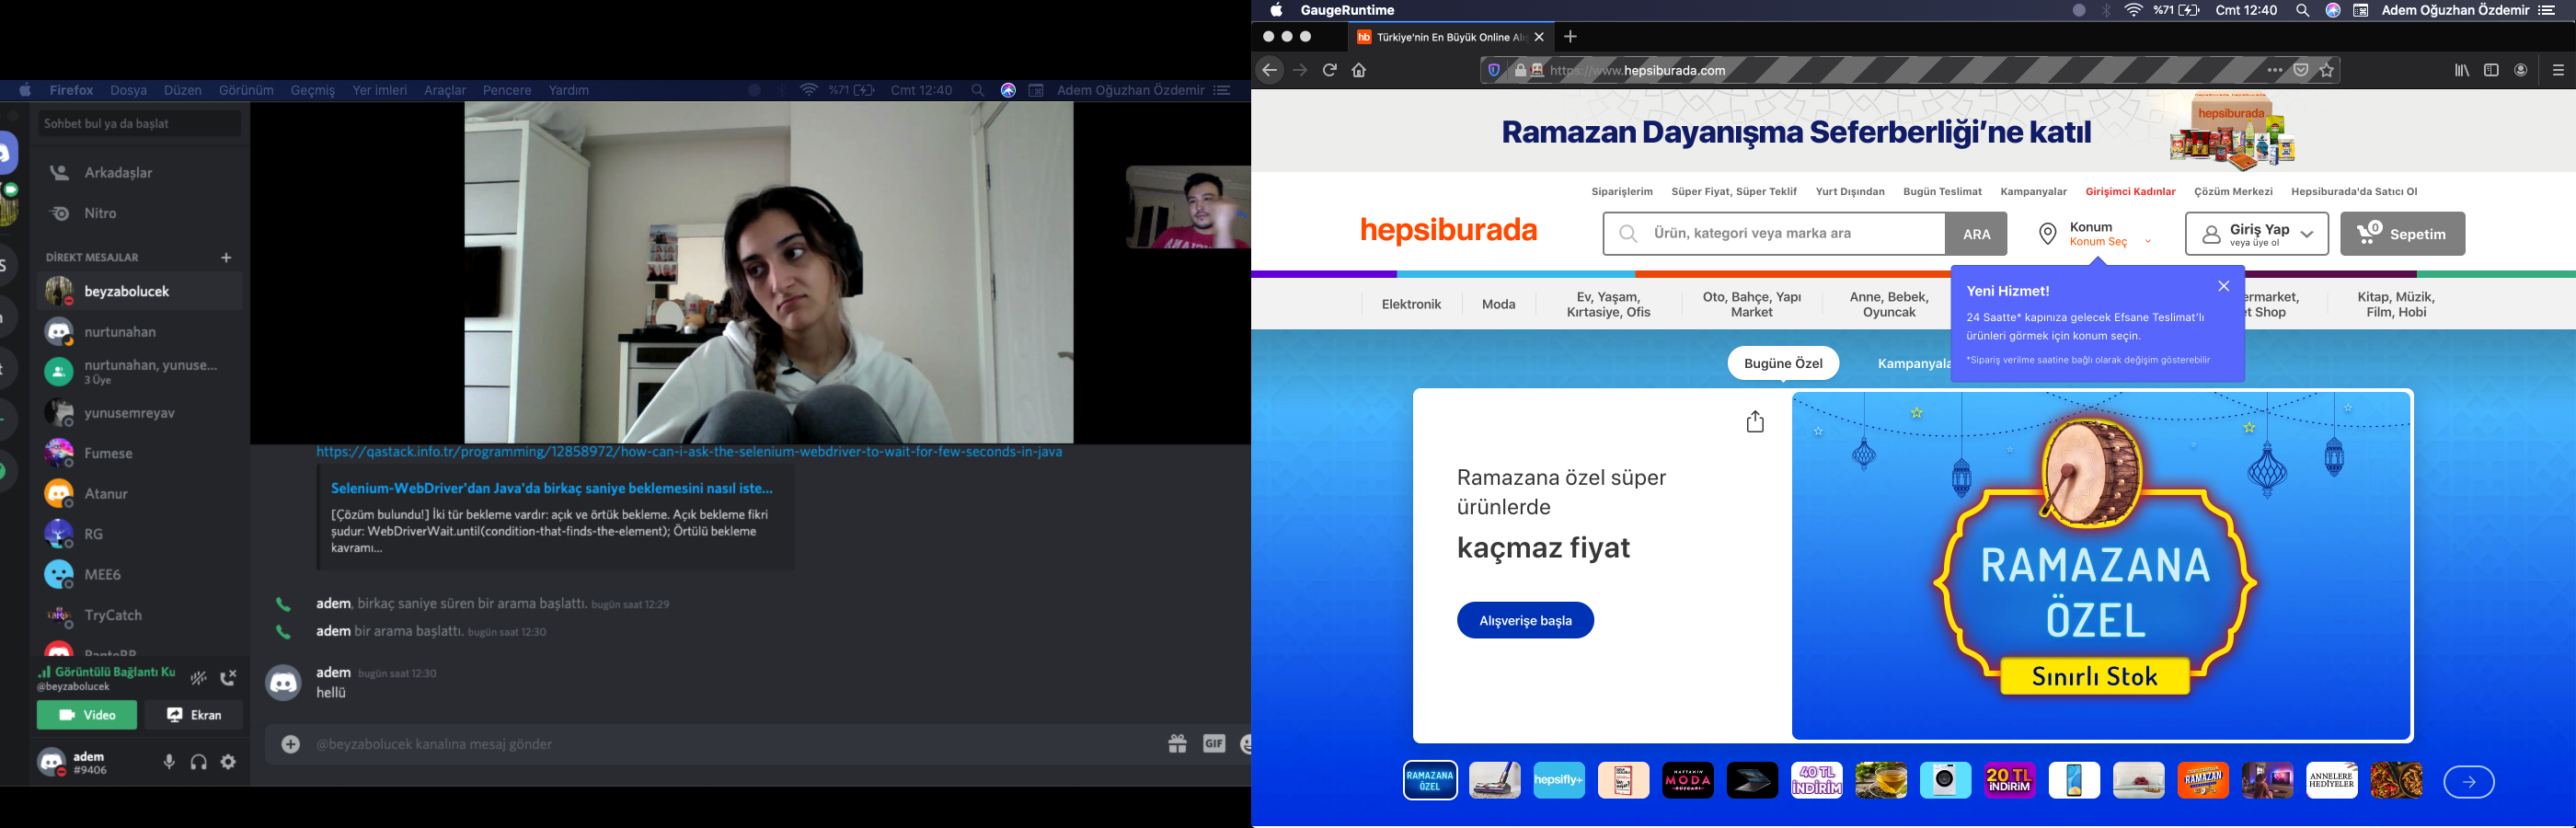 Firefox Dosya Düzen Görünüm Geçmiş Yer imleri Araçlar Pencere Yardım %71 Cmt 12:40 Adem Oğuzhan Özdemir
Sohbet bul ya da başlat
Arkadaşlar
Nitro
DİREKT MESAJLAR +
beyzabolucek
nurtunahan
nurtunahan, yunuse...
3 Üye
yunusemreyav
Fumese
Atanur
RG
MEE6
TryCatch
Görüntülü Bağlantı Ku
@beyzabolucek
Video Ekran
adem
#9406
https://qastack.info.tr/programming/12858972/how-can-i-ask-the-selenium-webdriver-to-wait-for-few-seconds-in-java
Selenium-WebDriver'dan Java'da birkaç saniye beklemesini nasıl iste...
[Çözüm bulundu!] İki tür bekleme vardır: açık ve örtük bekleme. Açık bekleme fikri
şudur: WebDriverWait.until(condition-that-finds-the-element); Örtülü bekleme
kavramı...
adem, birkaç saniye süren bir arama başlattı. bugün saat 12:29
adem bir arama başlattı. bugün saat 12:30
adem bugün saat 12:30
hellü
@beyzabolucek kanalına mesaj gönder
GIF
GaugeRuntime %71 Cmt 12:40 Adem Oğuzhan Özdemir
hb Türkiye'nin En Büyük Online Alı
https://www.hepsiburada.com
Ramazan Dayanışma Seferberliği'ne katıl
hepsiburada
Siparişlerim Süper Fiyat, Süper Teklif Yurt Dışından Bugün Teslimat Kampanyalar Girişimci Kadınlar Çözüm Merkezi Hepsiburada'da Satıcı Ol
hepsiburada
Ürün, kategori veya marka ara ARA
Konum
Konum Seç
Giriş Yap
veya üye ol
0 Sepetim
Elektronik
Moda
Ev, Yaşam,
Kırtasiye, Ofis
Oto, Bahçe, Yapı
Market
Anne, Bebek,
Oyuncak
ermarket,
et Shop
Kitap, Müzik,
Film, Hobi
Yeni Hizmet!
24 Saatte* kapınıza gelecek Efsane Teslimat'lı
ürünleri görmek için konum seçin.
*Sipariş verilme saatine bağlı olarak değişim gösterebilir
Bugüne Özel Kampanyala
Ramazana özel süper
ürünlerde
kaçmaz fiyat
Alışverişe başla
RAMAZANA
ÖZEL
Sınırlı Stok
RAMAZANA
ÖZEL
hepsifly
HAFTANIN
MODA
RÜZGARI
40 TL
İNDİRİM
20 TL
İNDİRİM
RAMAZAN
ANNELERE
HEDİYELER